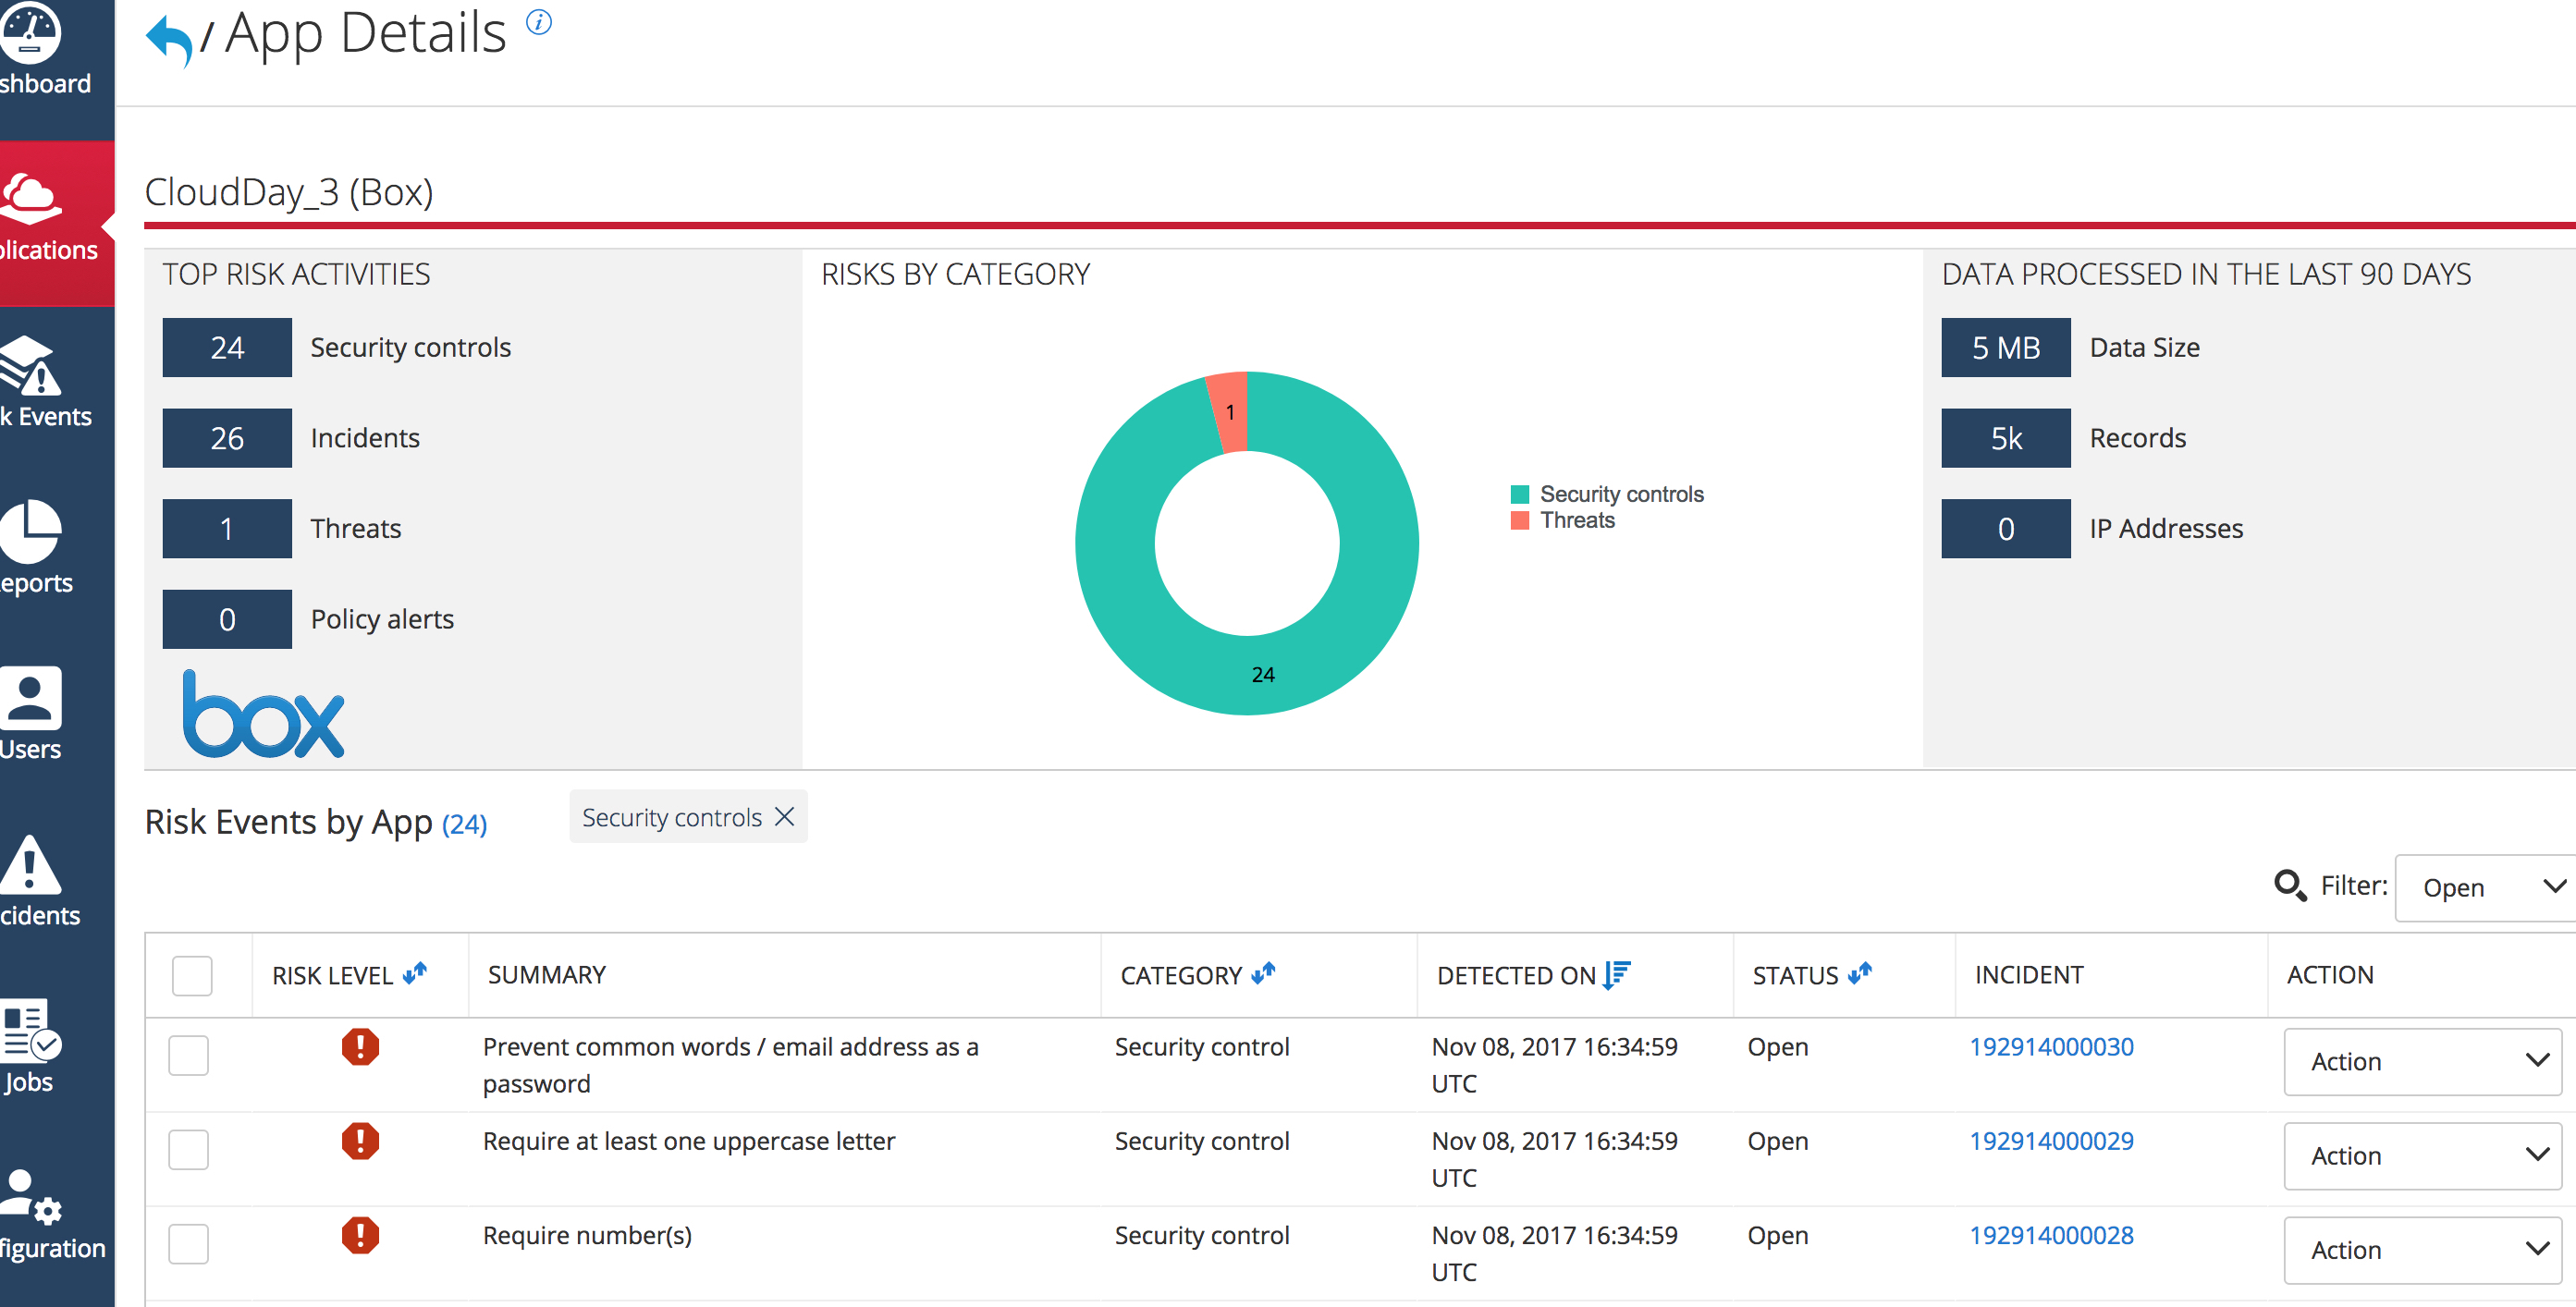 / App Details i
shboard
plications
k Events
eports
Users
cidents
Jobs
figuration
CloudDay_3 (Box)
TOP RISK ACTIVITIES
24 Security controls
26 Incidents
1 Threats
0 Policy alerts
box
RISKS BY CATEGORY
1
24
Security controls
Threats
DATA PROCESSED IN THE LAST 90 DAYS
5 MB Data Size
5k Records
0 IP Addresses
Risk Events by App (24)
Security controls
Filter: Open
RISK LEVEL SUMMARY CATEGORY DETECTED ON STATUS INCIDENT ACTION
Prevent common words / email address as a Security control Nov 08, 2017 16:34:59 Open 192914000030 Action
password UTC
Require at least one uppercase letter Security control Nov 08, 2017 16:34:59 Open 192914000029 Action
UTC
Require number(s) Security control Nov 08, 2017 16:34:59 Open 192914000028 Action
UTC